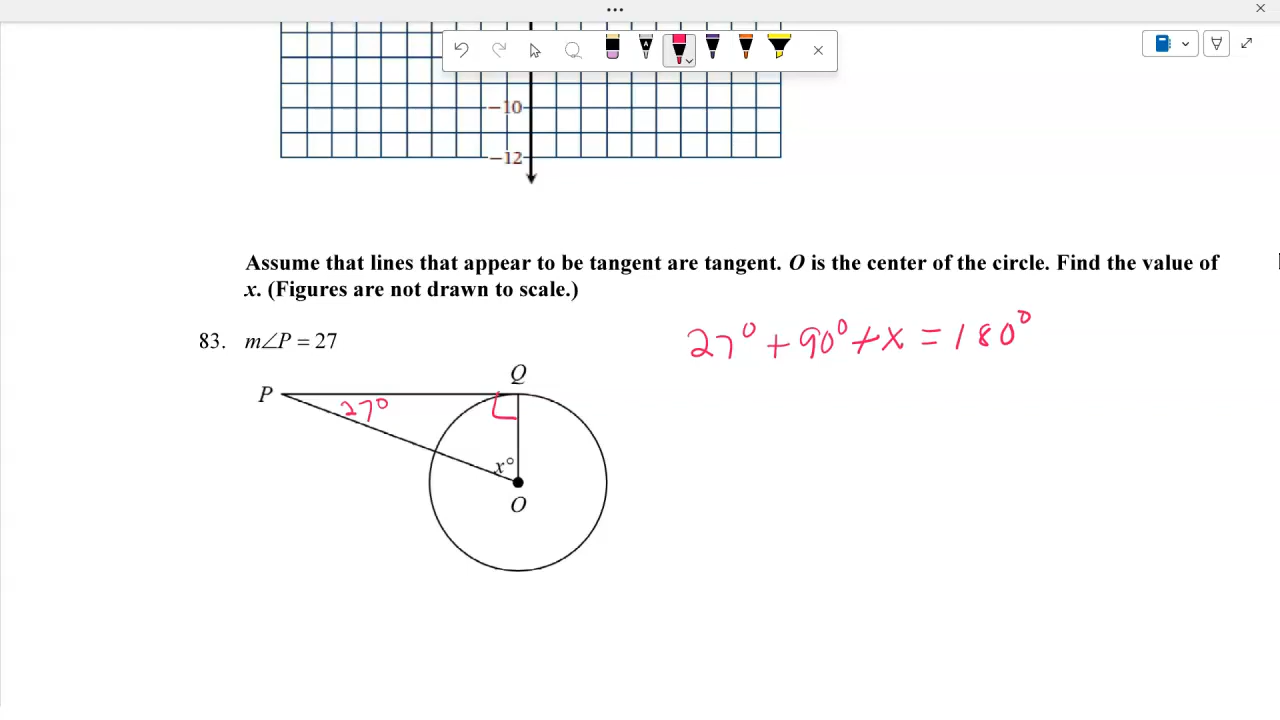 −10
−12
Assume that lines that appear to be tangent are tangent. O is the center of the circle. Find the value of
x. (Figures are not drawn to scale.)
83. m∠P = 27
27° + 90° + x = 180°
Q
P
27°
x°
O